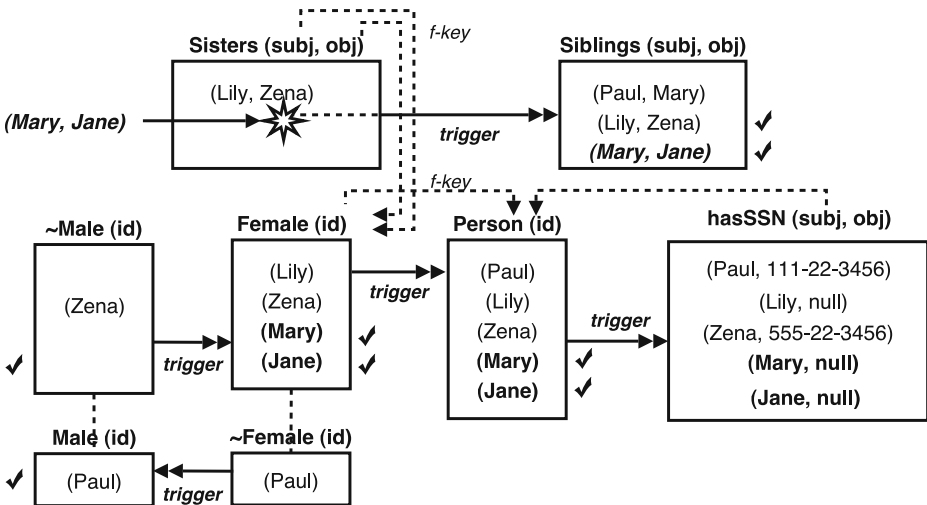 Sisters (subj, obj)
f-key
Siblings (subj, obj)
(Lily, Zena)
(Mary, Jane)
trigger
(Paul, Mary)
(Lily, Zena)
(Mary, Jane)
f-key
~Male (id)
Female (id)
Person (id)
hasSSN (subj, obj)
(Zena)
trigger
(Lily)
(Zena)
(Mary)
(Jane)
trigger
(Paul)
(Lily)
(Zena)
(Mary)
(Jane)
trigger
(Paul, 111-22-3456)
(Lily, null)
(Zena, 555-22-3456)
(Mary, null)
(Jane, null)
Male (id)
~Female (id)
(Paul)
trigger
(Paul)